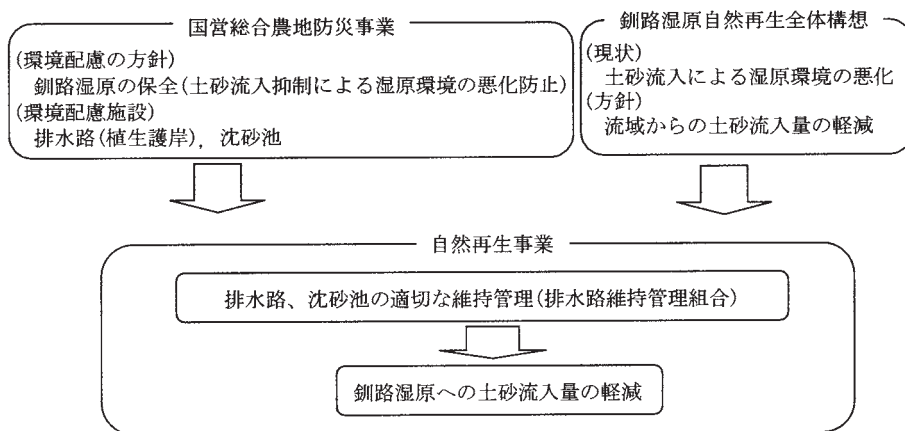 国営総合農地防災事業
(環境配慮の方針)
釧路湿原の保全(土砂流入抑制による湿原環境の悪化防止)
(環境配慮施設)
排水路(植生護岸)，沈砂池
釧路湿原自然再生全体構想
(現状)
土砂流入による湿原環境の悪化
(方針)
流域からの土砂流入量の軽減
自然再生事業
排水路、沈砂池の適切な維持管理(排水路維持管理組合)
釧路湿原への土砂流入量の軽減